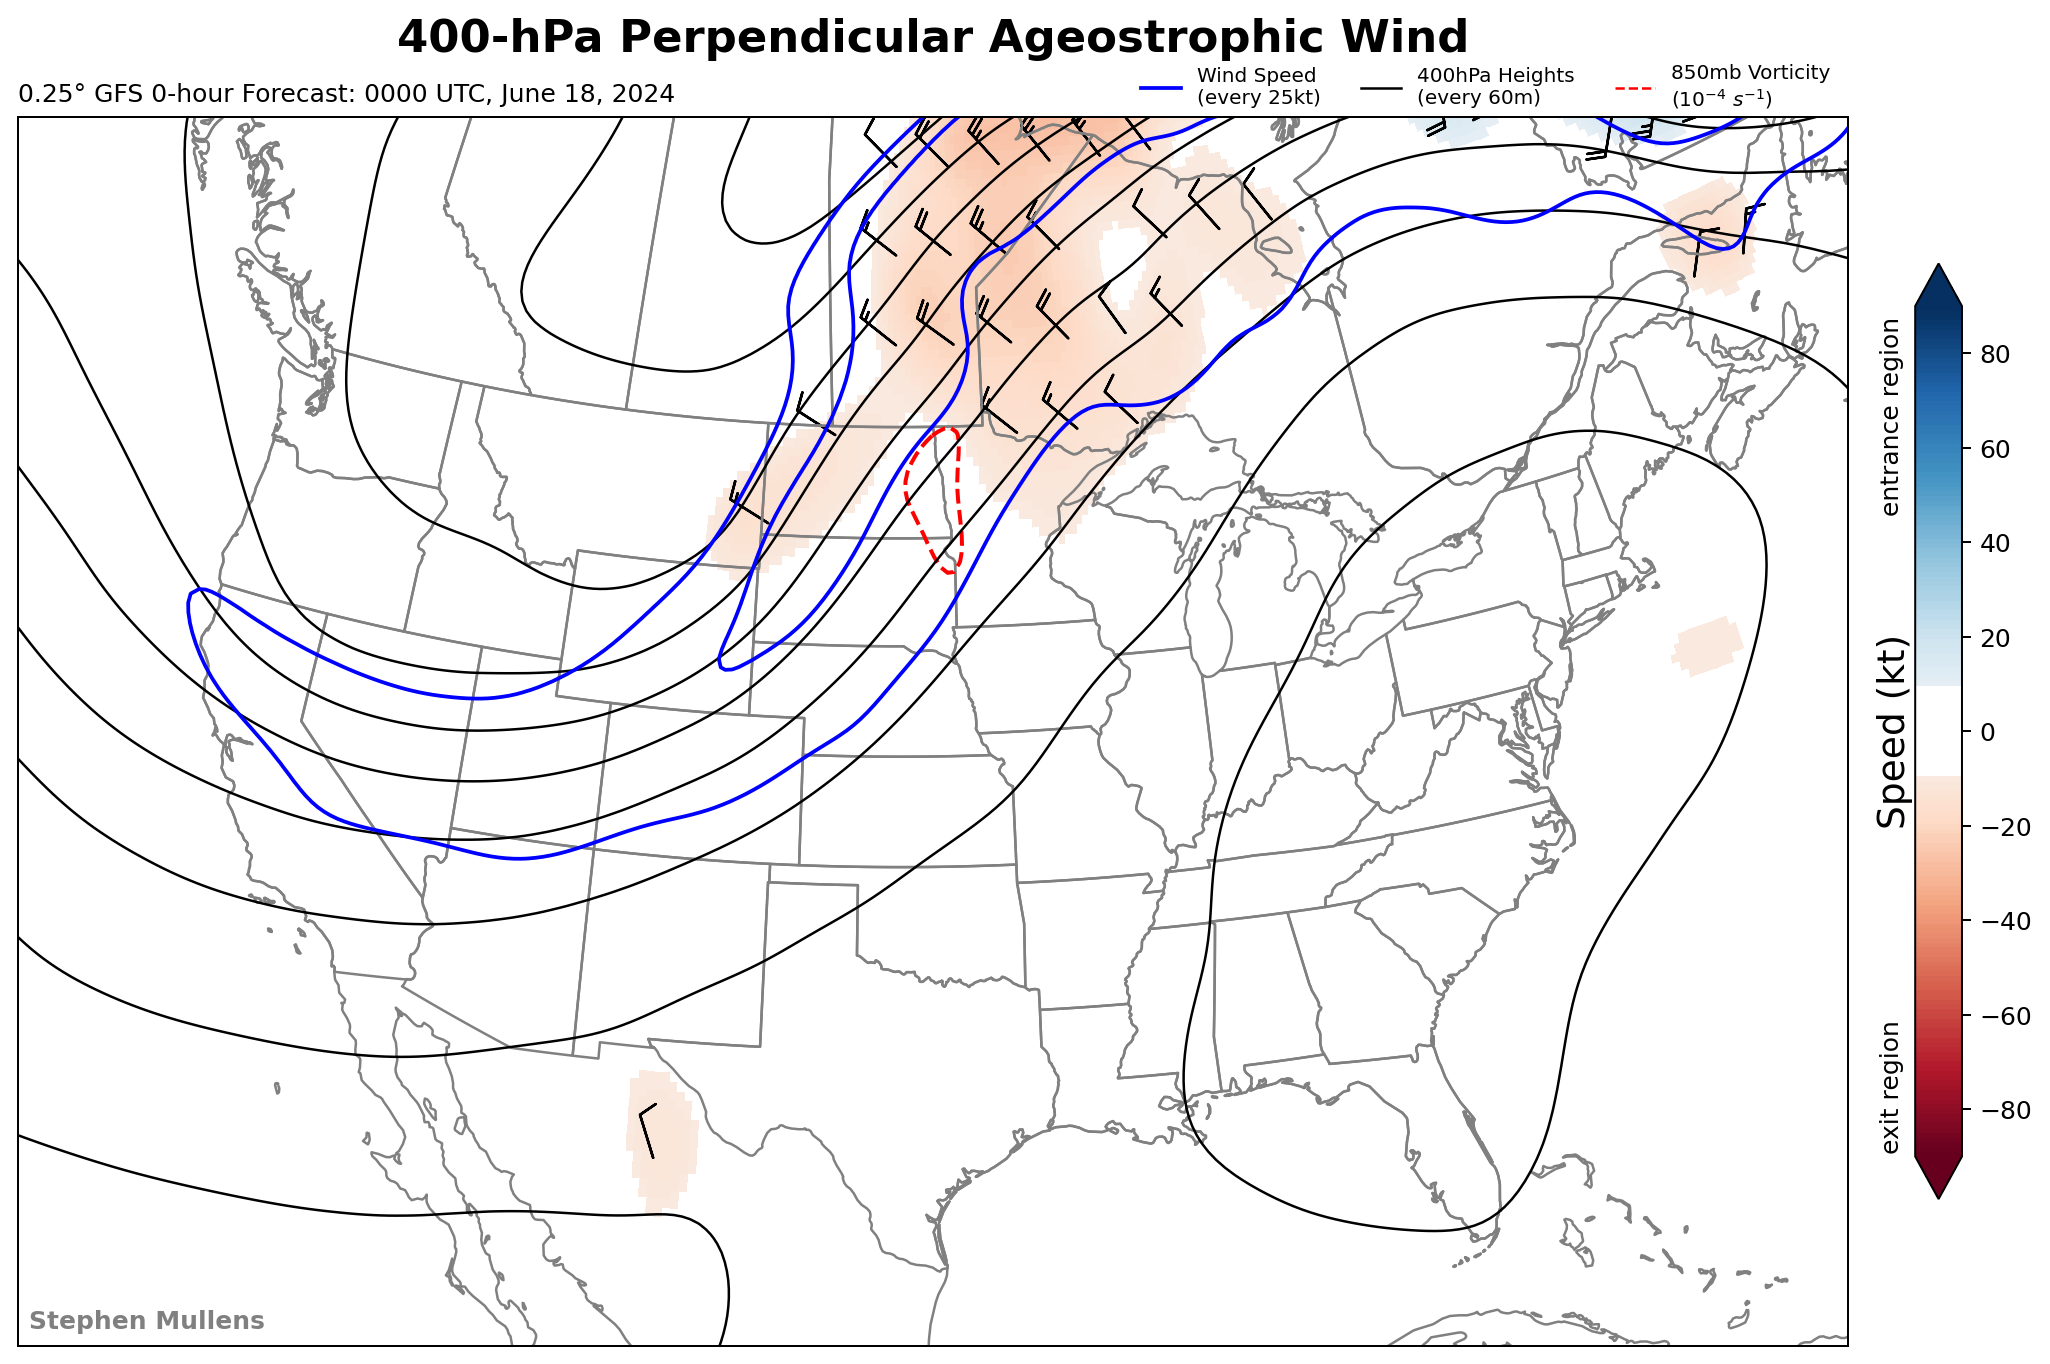 400-hPa Perpendicular Ageostrophic Wind
0.25° GFS 0-hour Forecast: 0000 UTC, June 18, 2024
Wind Speed
(every 25kt)
400hPa Heights
(every 60m)
850mb Vorticity
(10⁻⁴ s⁻¹)
entrance region
Speed (kt)
exit region
80
60
40
20
0
−20
−40
−60
−80
Stephen Mullens